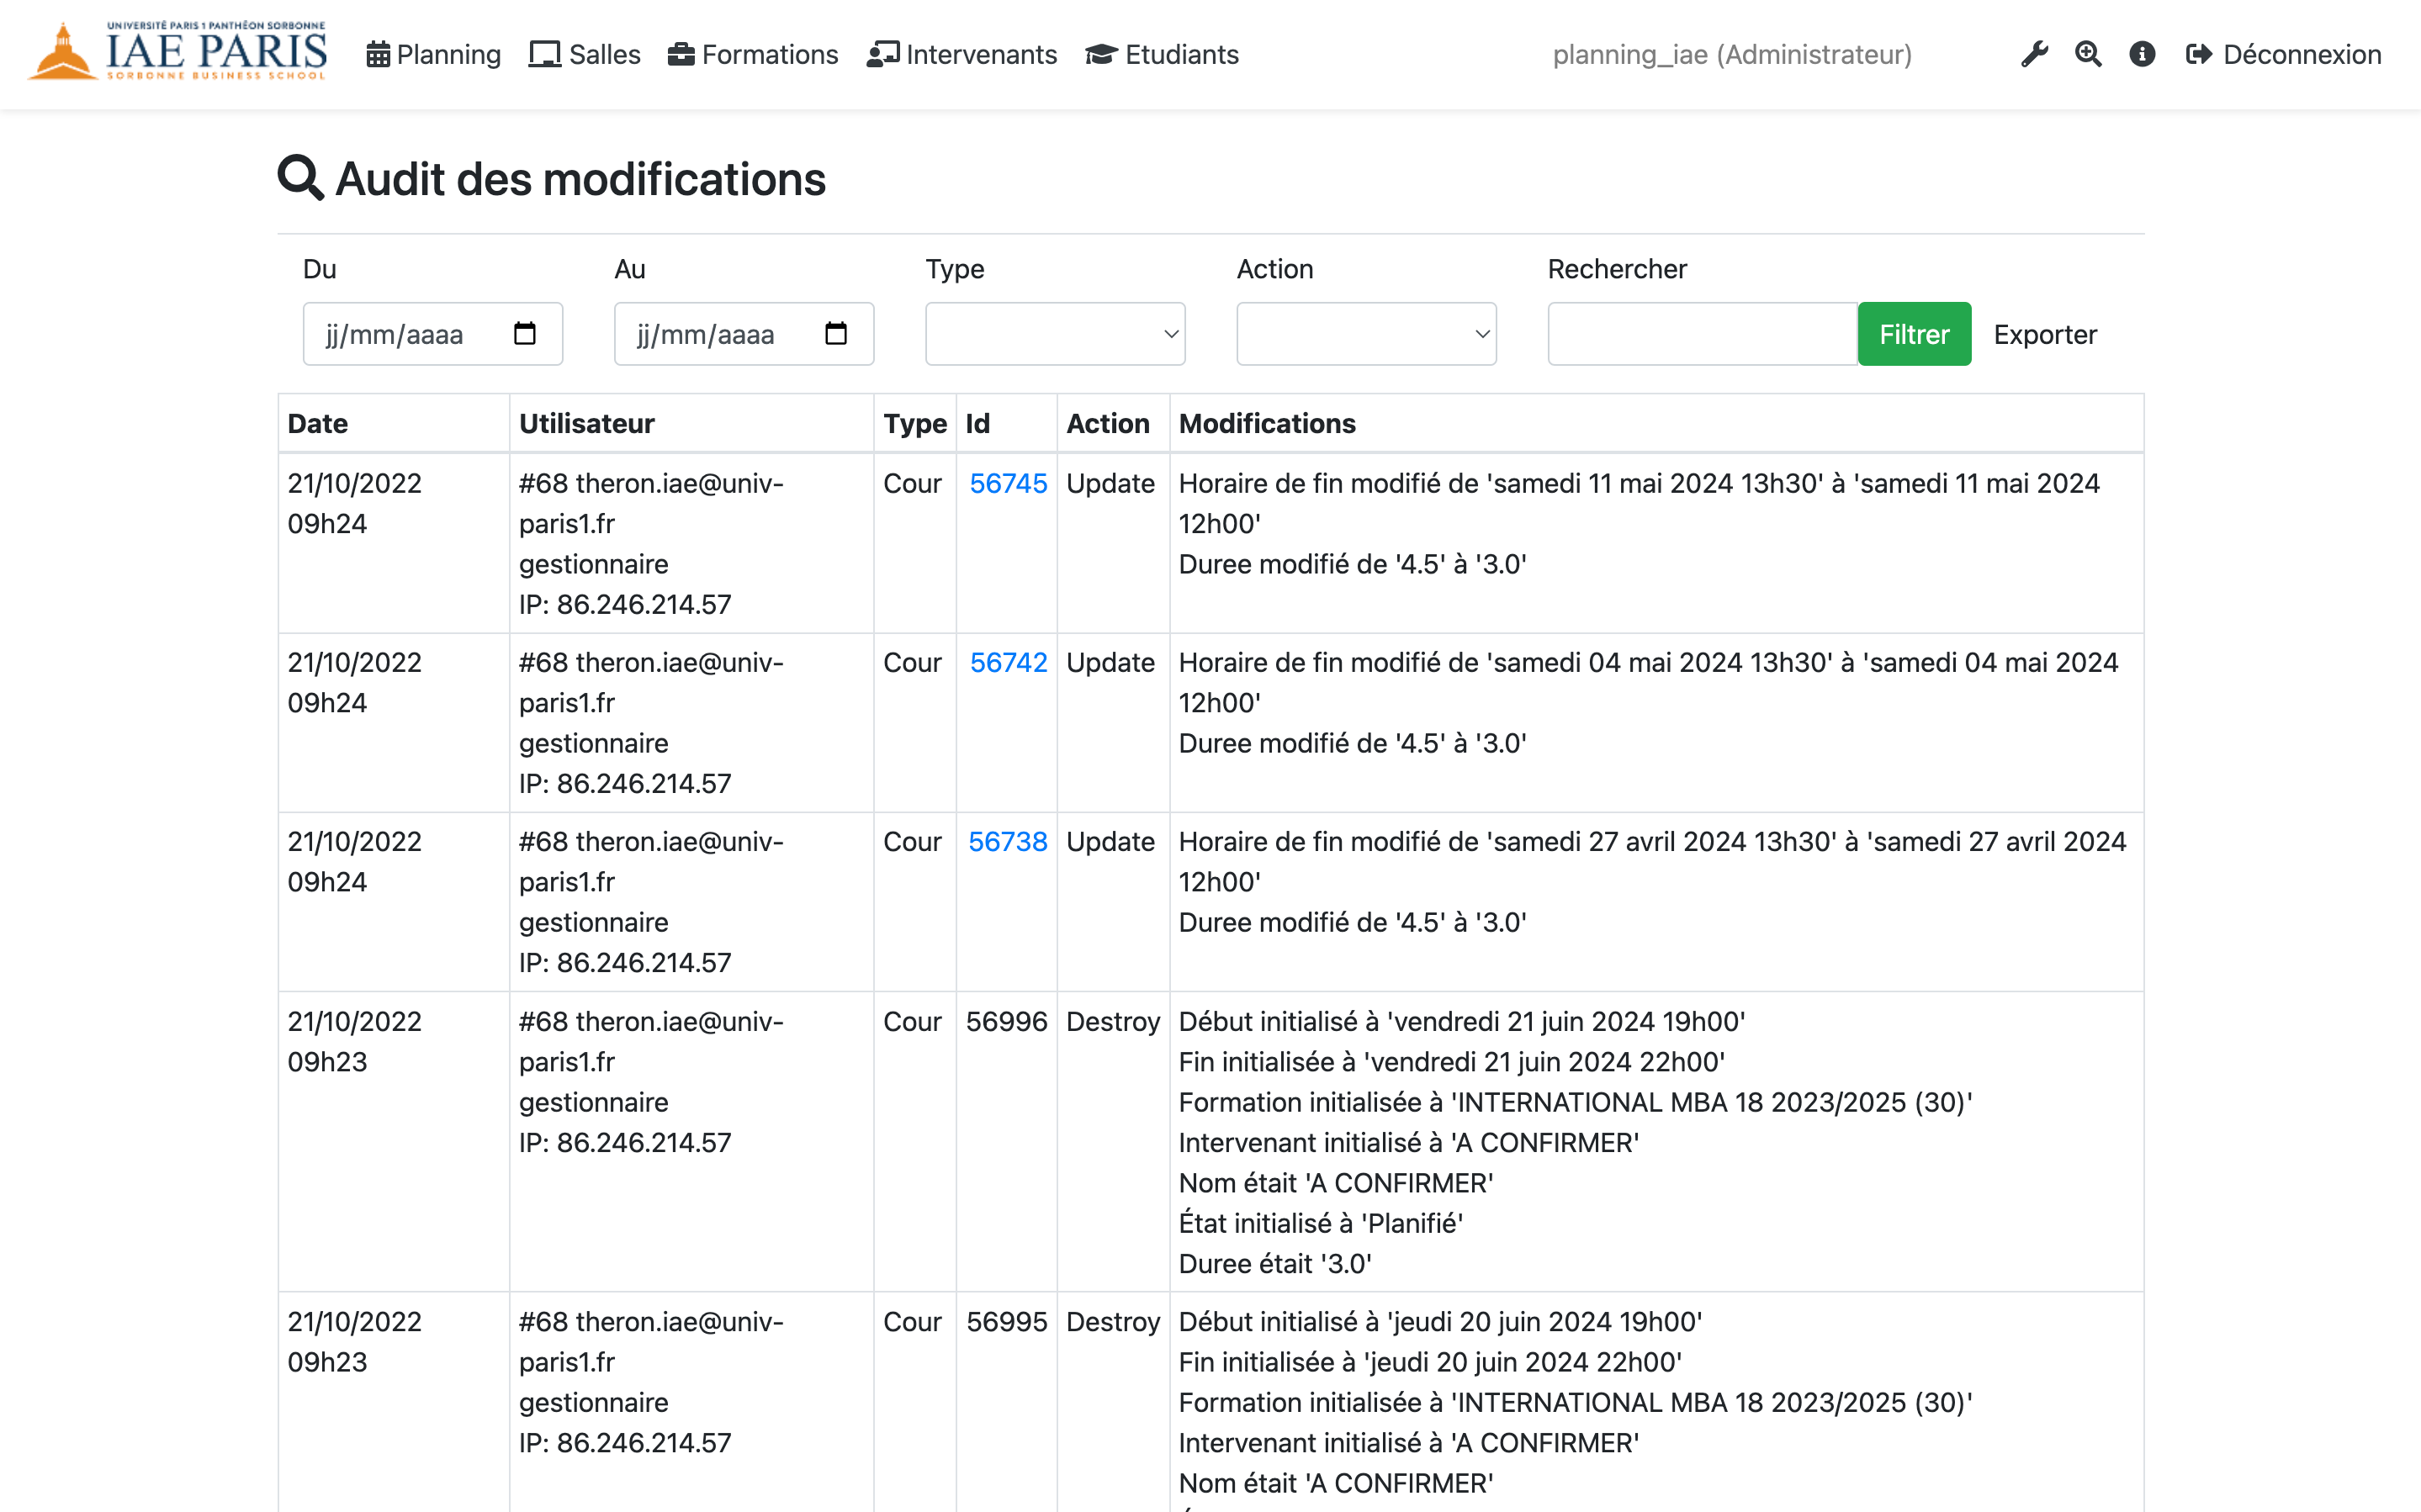 UNIVERSITÉ PARIS 1 PANTHÉON SORBONNE
IAE PARIS
SORBONNE BUSINESS SCHOOL
Planning Salles Formations Intervenants Etudiants planning_iae (Administrateur) Déconnexion
Audit des modifications
Du Au Type Action Rechercher
jj/mm/aaaa jj/mm/aaaa Filtrer Exporter
Date Utilisateur Type Id Action Modifications
21/10/2022 #68 theron.iae@univ- Cour 56745 Update Horaire de fin modifié de 'samedi 11 mai 2024 13h30' à 'samedi 11 mai 2024
09h24 paris1.fr 12h00'
gestionnaire Duree modifié de '4.5' à '3.0'
IP: 86.246.214.57
21/10/2022 #68 theron.iae@univ- Cour 56742 Update Horaire de fin modifié de 'samedi 04 mai 2024 13h30' à 'samedi 04 mai 2024
09h24 paris1.fr 12h00'
gestionnaire Duree modifié de '4.5' à '3.0'
IP: 86.246.214.57
21/10/2022 #68 theron.iae@univ- Cour 56738 Update Horaire de fin modifié de 'samedi 27 avril 2024 13h30' à 'samedi 27 avril 2024
09h24 paris1.fr 12h00'
gestionnaire Duree modifié de '4.5' à '3.0'
IP: 86.246.214.57
21/10/2022 #68 theron.iae@univ- Cour 56996 Destroy Début initialisé à 'vendredi 21 juin 2024 19h00'
09h23 paris1.fr Fin initialisée à 'vendredi 21 juin 2024 22h00'
gestionnaire Formation initialisée à 'INTERNATIONAL MBA 18 2023/2025 (30)'
IP: 86.246.214.57 Intervenant initialisé à 'A CONFIRMER'
Nom était 'A CONFIRMER'
État initialisé à 'Planifié'
Duree était '3.0'
21/10/2022 #68 theron.iae@univ- Cour 56995 Destroy Début initialisé à 'jeudi 20 juin 2024 19h00'
09h23 paris1.fr Fin initialisée à 'jeudi 20 juin 2024 22h00'
gestionnaire Formation initialisée à 'INTERNATIONAL MBA 18 2023/2025 (30)'
IP: 86.246.214.57 Intervenant initialisé à 'A CONFIRMER'
Nom était 'A CONFIRMER'